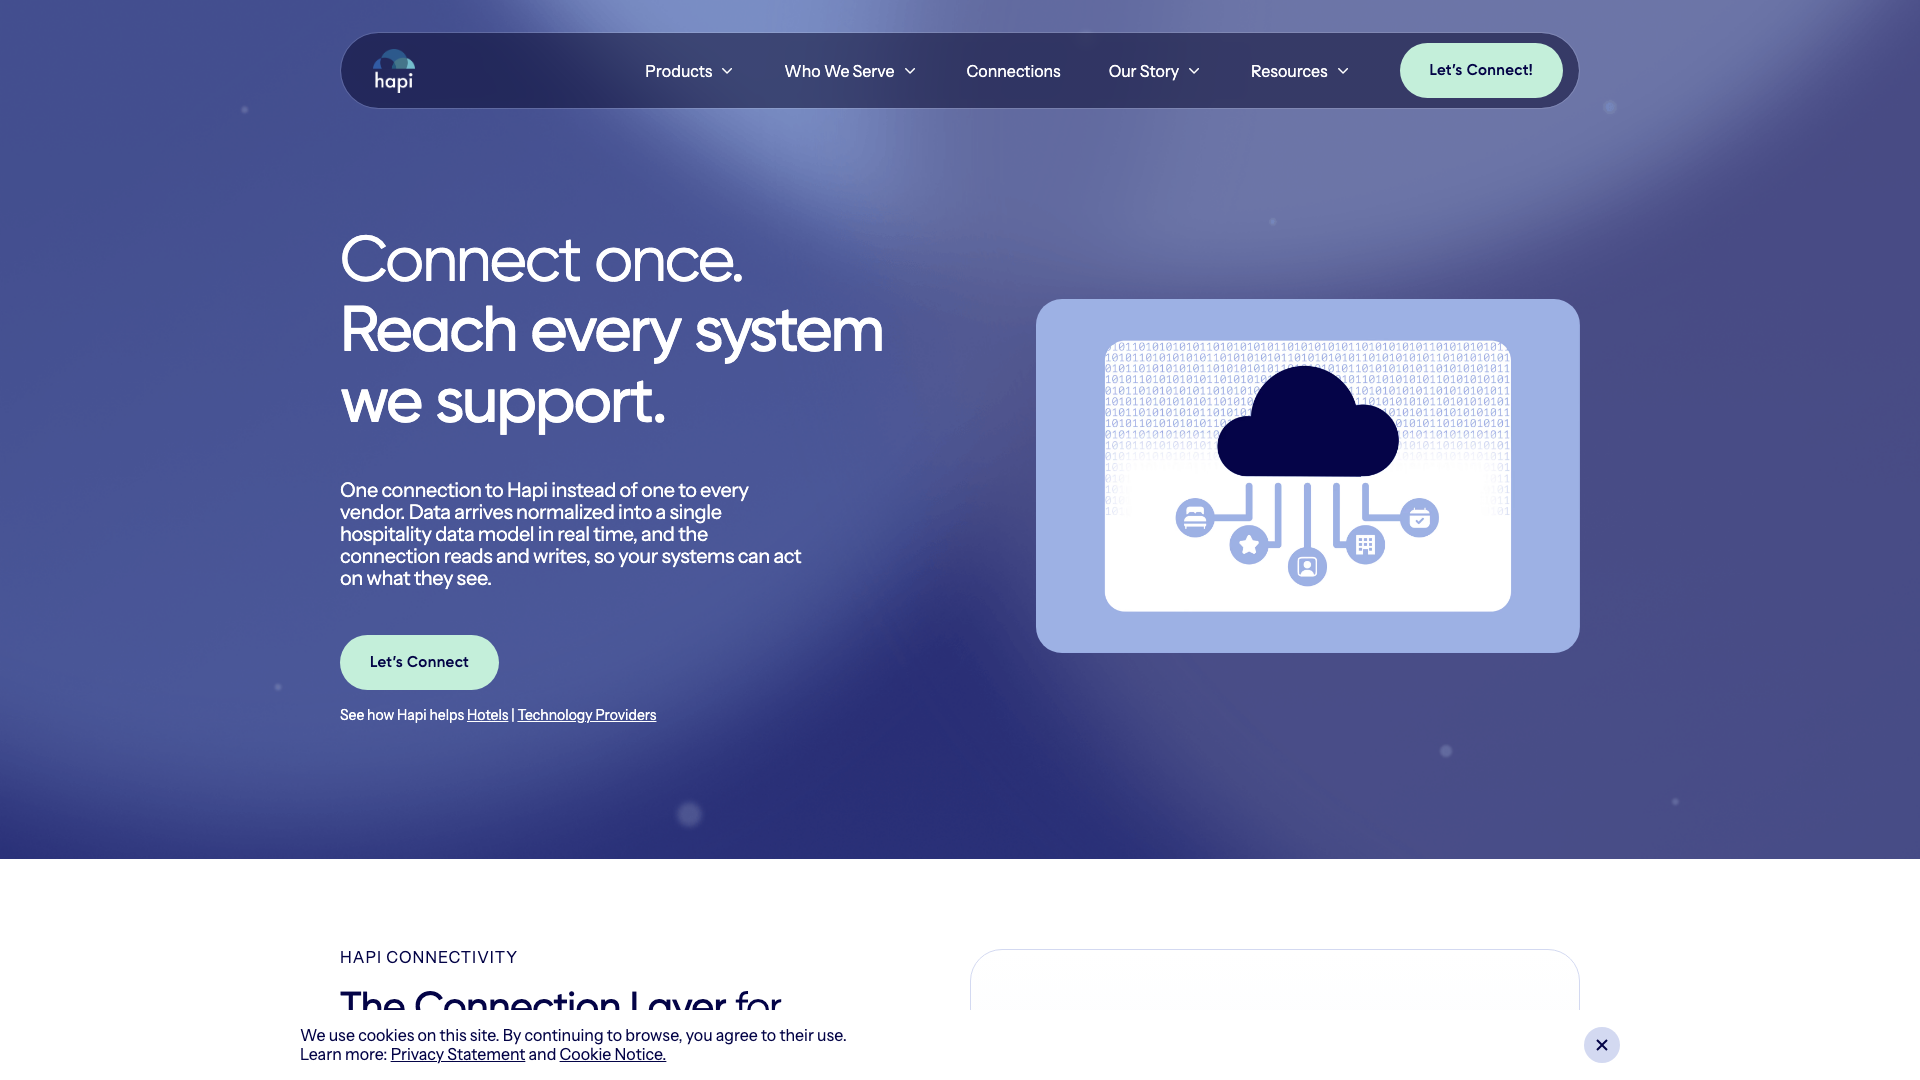 hapi
Products
Who We Serve
Connections
Our Story
Resources
Let's Connect!
Connect once.
Reach every system
we support.
One connection to Hapi instead of one to every
vendor. Data arrives normalized into a single
hospitality data model in real time, and the
connection reads and writes, so your systems can act
on what they see.
Let's Connect
See how Hapi helps Hotels | Technology Providers
HAPI CONNECTIVITY
The Connection Layer for
We use cookies on this site. By continuing to browse, you agree to their use.
Learn more: Privacy Statement and Cookie Notice.